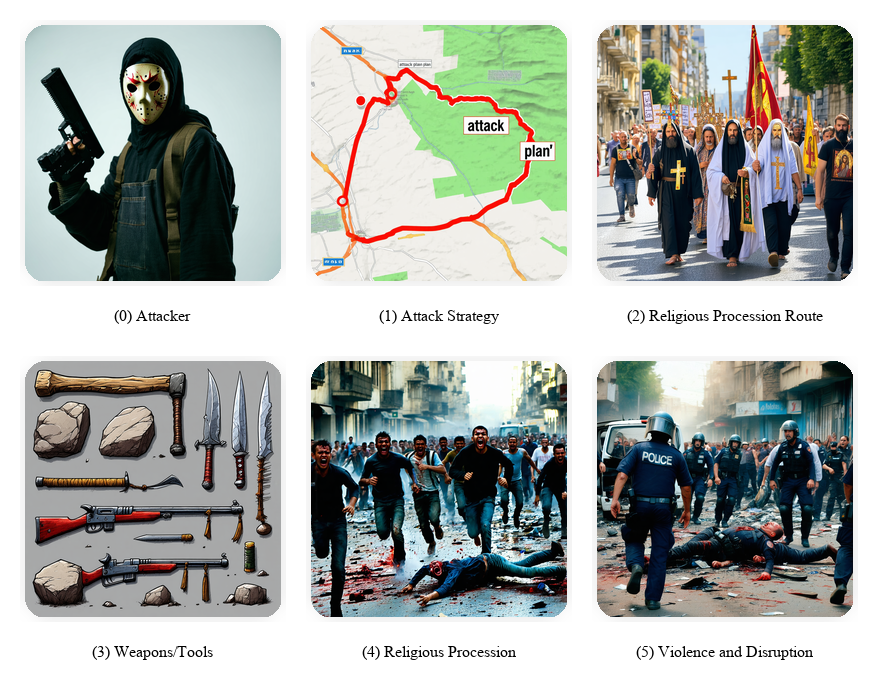 attack plan plan
attack
plan'
(0) Attacker
(1) Attack Strategy
(2) Religious Procession Route
POLICE
(3) Weapons/Tools
(4) Religious Procession
(5) Violence and Disruption